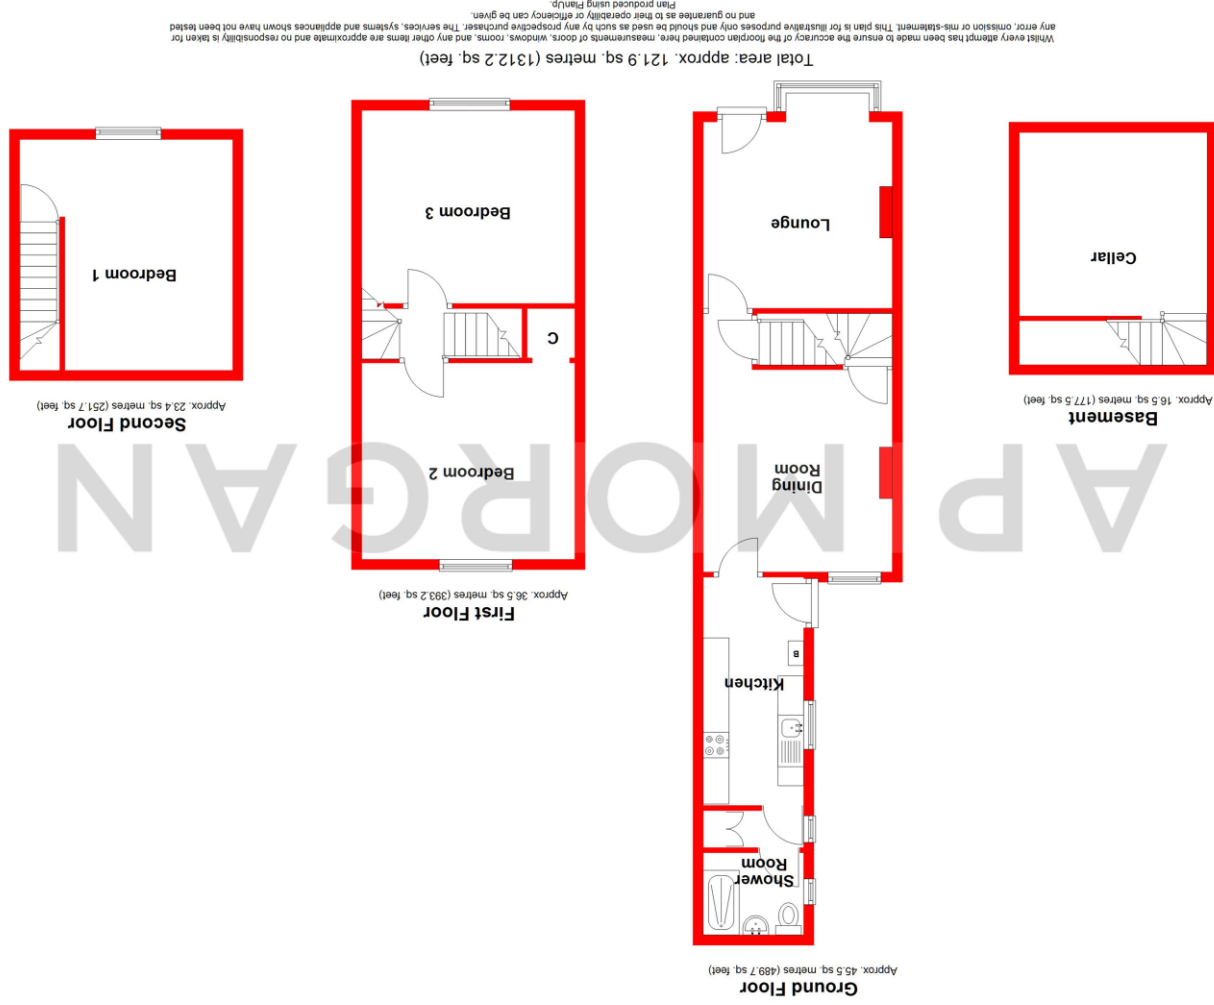 Basement
Approx. 16.5 sq. metres (177.5 sq. feet)
Cellar
Ground Floor
Approx. 45.5 sq. metres (489.7 sq. feet)
Shower
Room
Kitchen
B
Dining
Room
Lounge
First Floor
Approx. 36.5 sq. metres (393.2 sq. feet)
Bedroom 2
C
Bedroom 3
Second Floor
Approx. 23.4 sq. metres (251.7 sq. feet)
Bedroom 1
AP MORGAN
Total area: approx. 121.9 sq. metres (1312.2 sq. feet)
Whilst every attempt has been made to ensure the accuracy of the floorplan contained here, measurements of doors, windows, rooms, and any other items are approximate and no responsibility is taken for
any error, omission or mis-statement. This plan is for illustrative purposes only and should be used as such by any prospective purchaser. The services, systems and appliances shown have not been tested
and no guarantee as to their operability or efficiency can be given.
Plan produced using PlanUp.